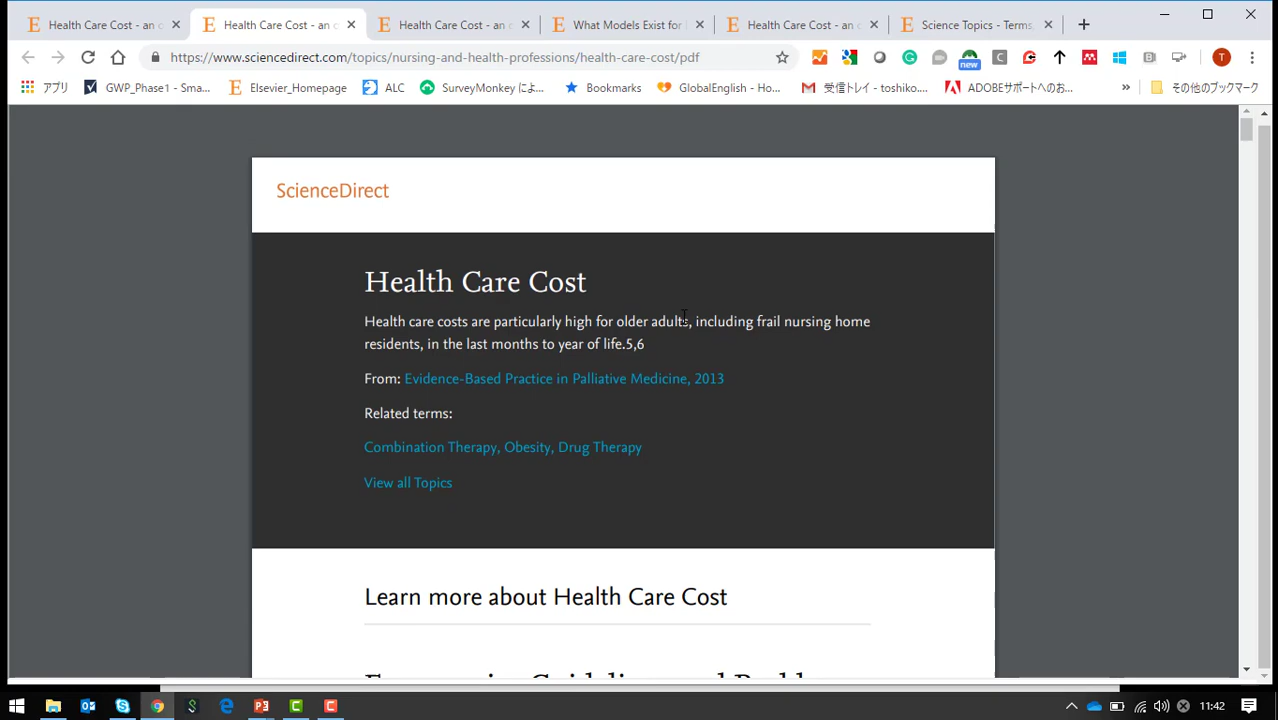 Health Care Cost - an o
Health Care Cost - an o
Health Care Cost - an o
What Models Exist for
Health Care Cost - an o
Science Topics - Terms,
https://www.sciencedirect.com/topics/nursing-and-health-professions/health-care-cost/pdf
new
T
アプリ
GWP_Phase1 - Sma...
Elsevier_Homepage
ALC
SurveyMonkey によ...
Bookmarks
GlobalEnglish - Ho...
受信トレイ - toshiko....
ADOBEサポートへのお...
»
その他のブックマーク
ScienceDirect
Health Care Cost
Health care costs are particularly high for older adults, including frail nursing home
residents, in the last months to year of life.5,6
From: Evidence-Based Practice in Palliative Medicine, 2013
Related terms:
Combination Therapy, Obesity, Drug Therapy
View all Topics
Learn more about Health Care Cost
11:42